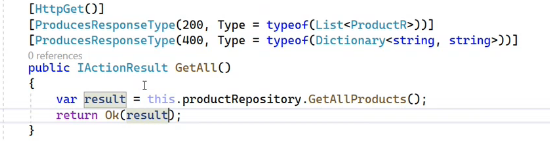 [HttpGet()]
[ProducesResponseType(200, Type = typeof(List<ProductR>))]
[ProducesResponseType(400, Type = typeof(Dictionary<string, string>))]
0 references
public IActionResult GetAll()
{
var result = this.productRepository.GetAllProducts();
return Ok(result);
}